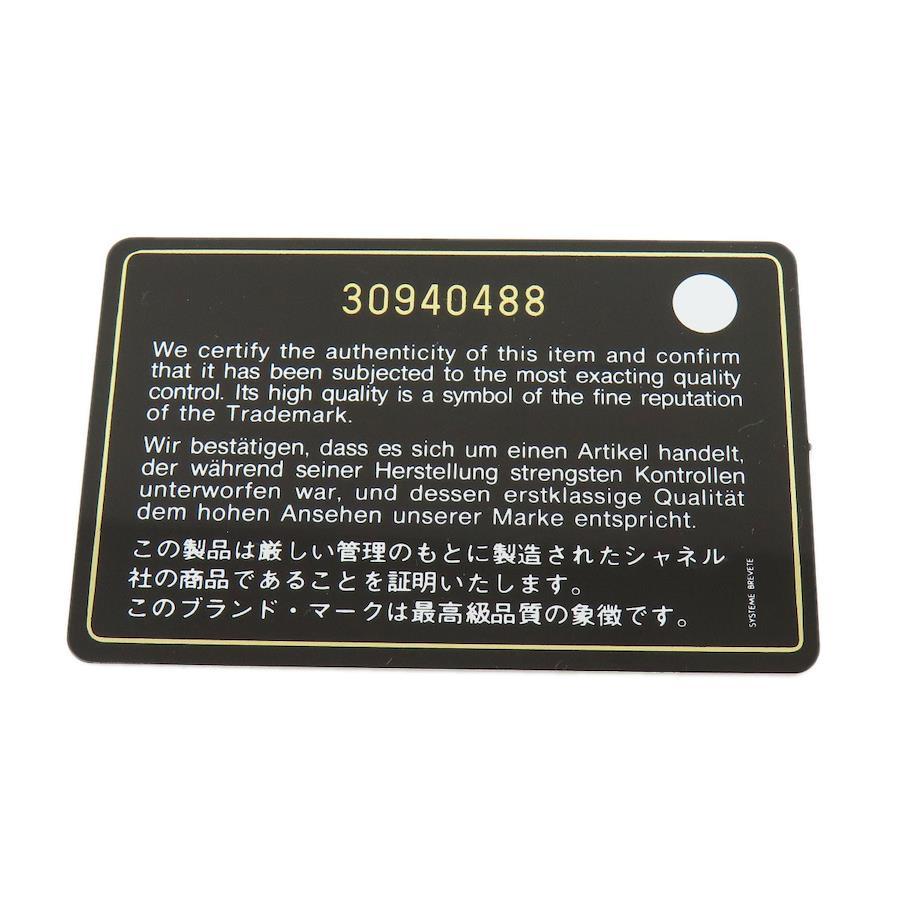 30940488
We certify the authenticity of this item and confirm
that it has been subjected to the most exacting quality
control. Its high quality is a symbol of the fine reputation
of the Trademark.
Wir bestätigen, dass es sich um einen Artikel handelt,
der während seiner Herstellung strengsten Kontrollen
unterworfen war, und dessen erstklassige Qualität
dem hohen Ansehen unserer Marke entspricht.
この製品は厳しい管理のもとに製造されたシャネル
社の商品であることを証明いたします。
このブランド・マークは最高級品質の象徴です。
SYSTEME BREVETE